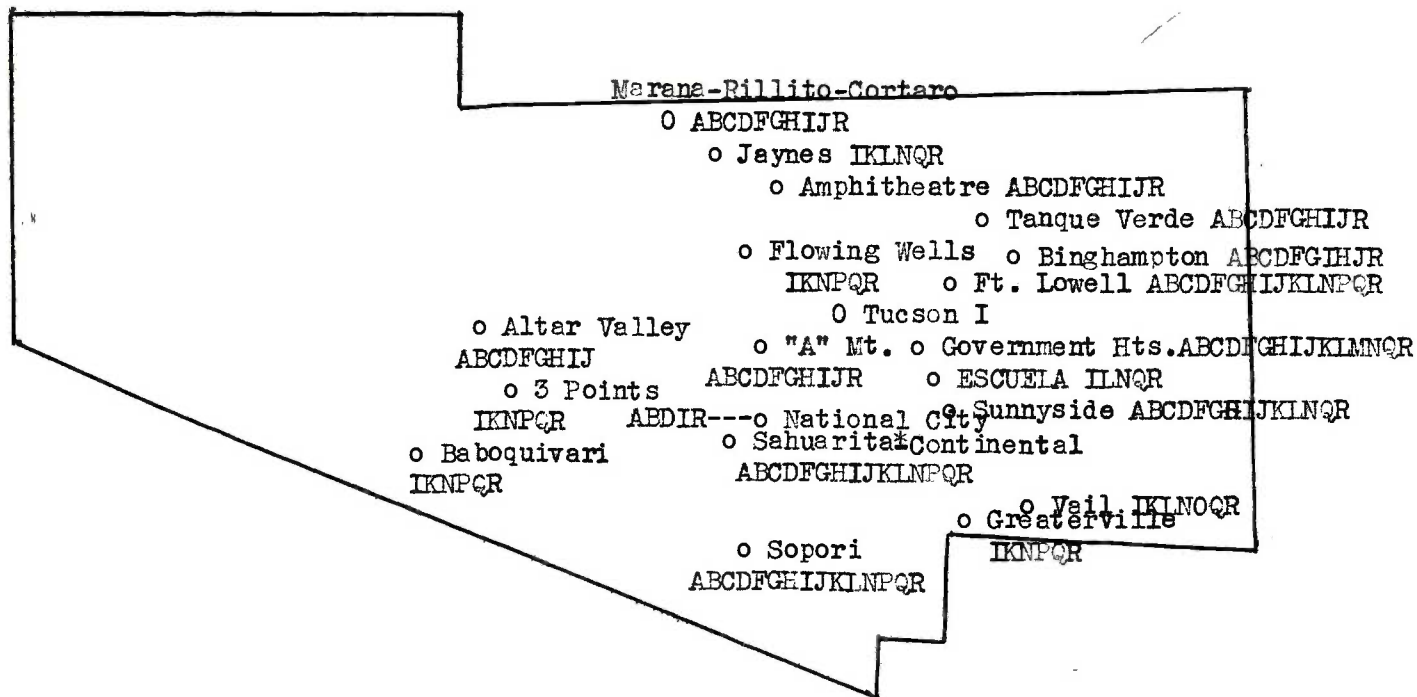 Marana-Rillito-Cortaro
O ABCDFGHIJR
o Jaynes IKLNQR
o Amphitheatre ABCDFGHIJR
o Tanque Verde ABCDFGHIJR
o Flowing Wells
IKNPQR
o Binghampton ABCDFGIHJR
o Ft. Lowell ABCDFGHIJKLNPQR
O Tucson I
o Altar Valley
ABCDFGHIJ
o "A" Mt.
ABCDFGHIJR
o Government Hts.ABCDFGHIJKLMNQR
o ESCUELA ILNQR
o 3 Points
IKNPQR
ABDIR---o National City
o Sunnyside ABCDFGHIJKLNQR
o Sahuarita*Continental
ABCDFGHIJKLNPQR
o Baboquivari
IKNPQR
o Vail IKLNOQR
o Greaterville
IKNPQR
o Sopori
ABCDFGHIJKLNPQR